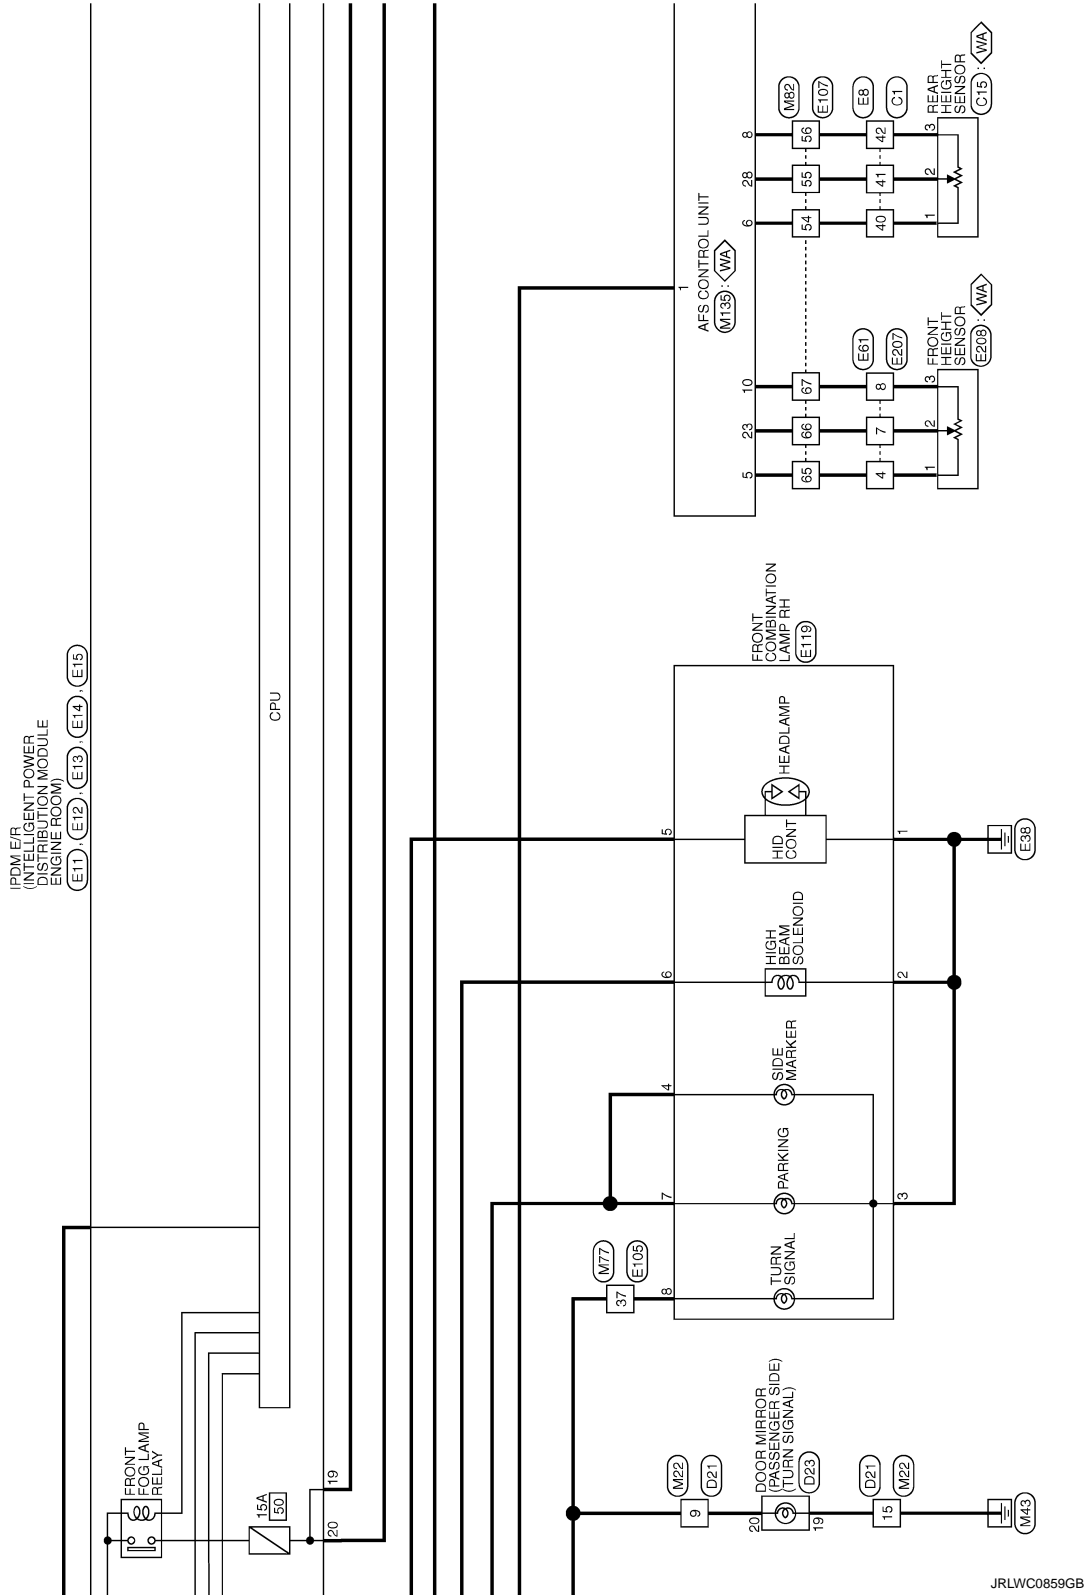 IPDM E/R
(INTELLIGENT POWER
DISTRIBUTION MODULE
ENGINE ROOM)
E11 , E12 , E13 , E14 , E15
CPU
FRONT
FOG LAMP
RELAY
15A
50
20
19
AFS CONTROL UNIT
M135 : WA
1
5
23
10
6
28
8
65
66
67
54
55
56
M82
E107
4
7
8
E61
E207
40
41
42
E8
C1
1
2
3
FRONT
HEIGHT
SENSOR
E208 : WA
1
2
3
REAR
HEIGHT
SENSOR
C15 : WA
FRONT
COMBINATION
LAMP RH
E119
8
7
4
6
5
TURN
SIGNAL
PARKING
SIDE
MARKER
HIGH
BEAM
SOLENOID
HID
CONT
HEADLAMP
3
2
1
E38
37
M77
E105
9
M22
D21
DOOR MIRROR
(PASSENGER SIDE)
(TURN SIGNAL)
D23
20
19
15
D21
M22
M43
JRLWC0859GB